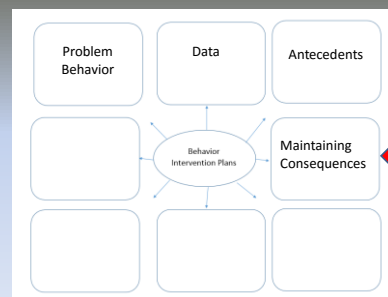 Problem
Behavior
Data
Antecedents
Behavior
Intervention Plans
Maintaining
Consequences